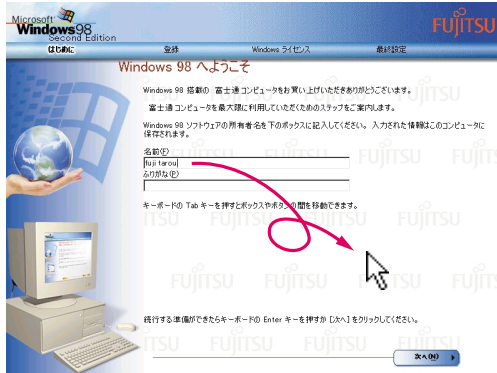 Microsoft
Windows98
Second Edition
FUJITSU
はじめに 登録 Windows ライセンス 最終設定
Windows 98 へようこそ
Windows 98 搭載の 富士通コンピュータをお買い上げいただきありがとうございます。
富士通コンピュータを最大限に利用していただくためのステップをご案内します。
Windows 98 ソフトウェアの所有者名を下のボックスに記入してください。 入力された情報はこのコンピュータに
保存されます。
名前(F)
fuji tarou
ふりがな(P)
キーボードの Tab キーを押すとボックスやボタンの間を移動できます。
続行する準備ができたらキーボードの Enter キーを押すか [次へ] をクリックしてください。
次へ(N)